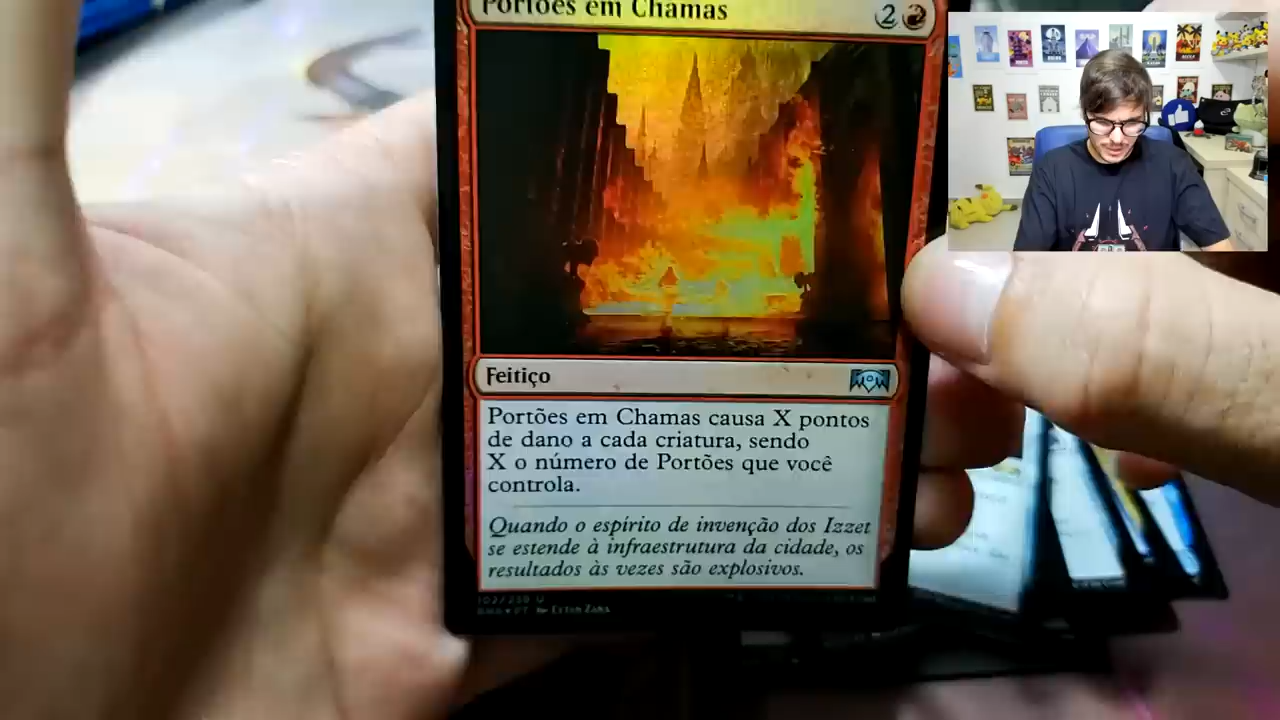 Portões em Chamas
2
Feitiço
Portões em Chamas causa X pontos
de dano a cada criatura, sendo
X o número de Portões que você
controla.
Quando o espírito de invenção dos Izzet
se estende à infraestrutura da cidade, os
resultados às vezes são explosivos.